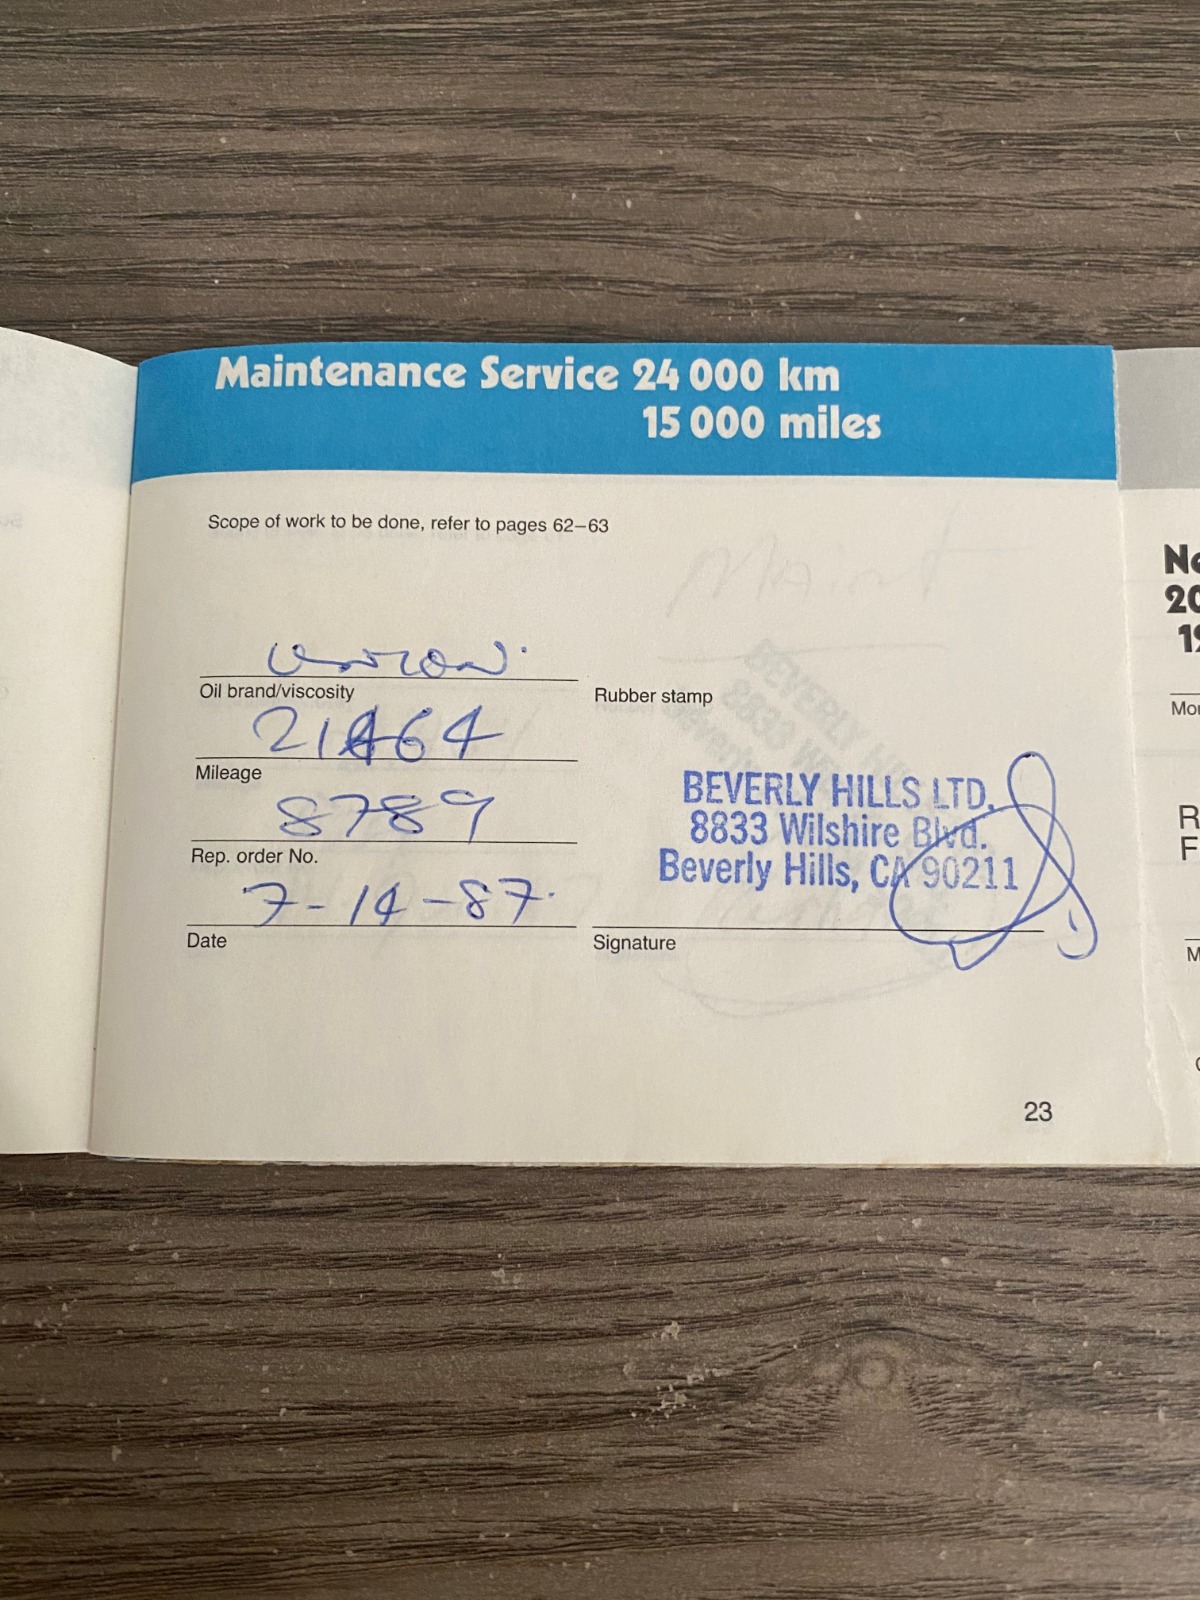 Maintenance Service 24 000 km
15 000 miles
Scope of work to be done, refer to pages 62–63
Maint
Oil brand/viscosity
Rubber stamp
Mileage
8789
Rep. order No.
7-14-87.
Date
BEVERLY HILLS LTD.
8833 Wilshire Blvd.
Beverly Hills, CA 90211
Signature
23